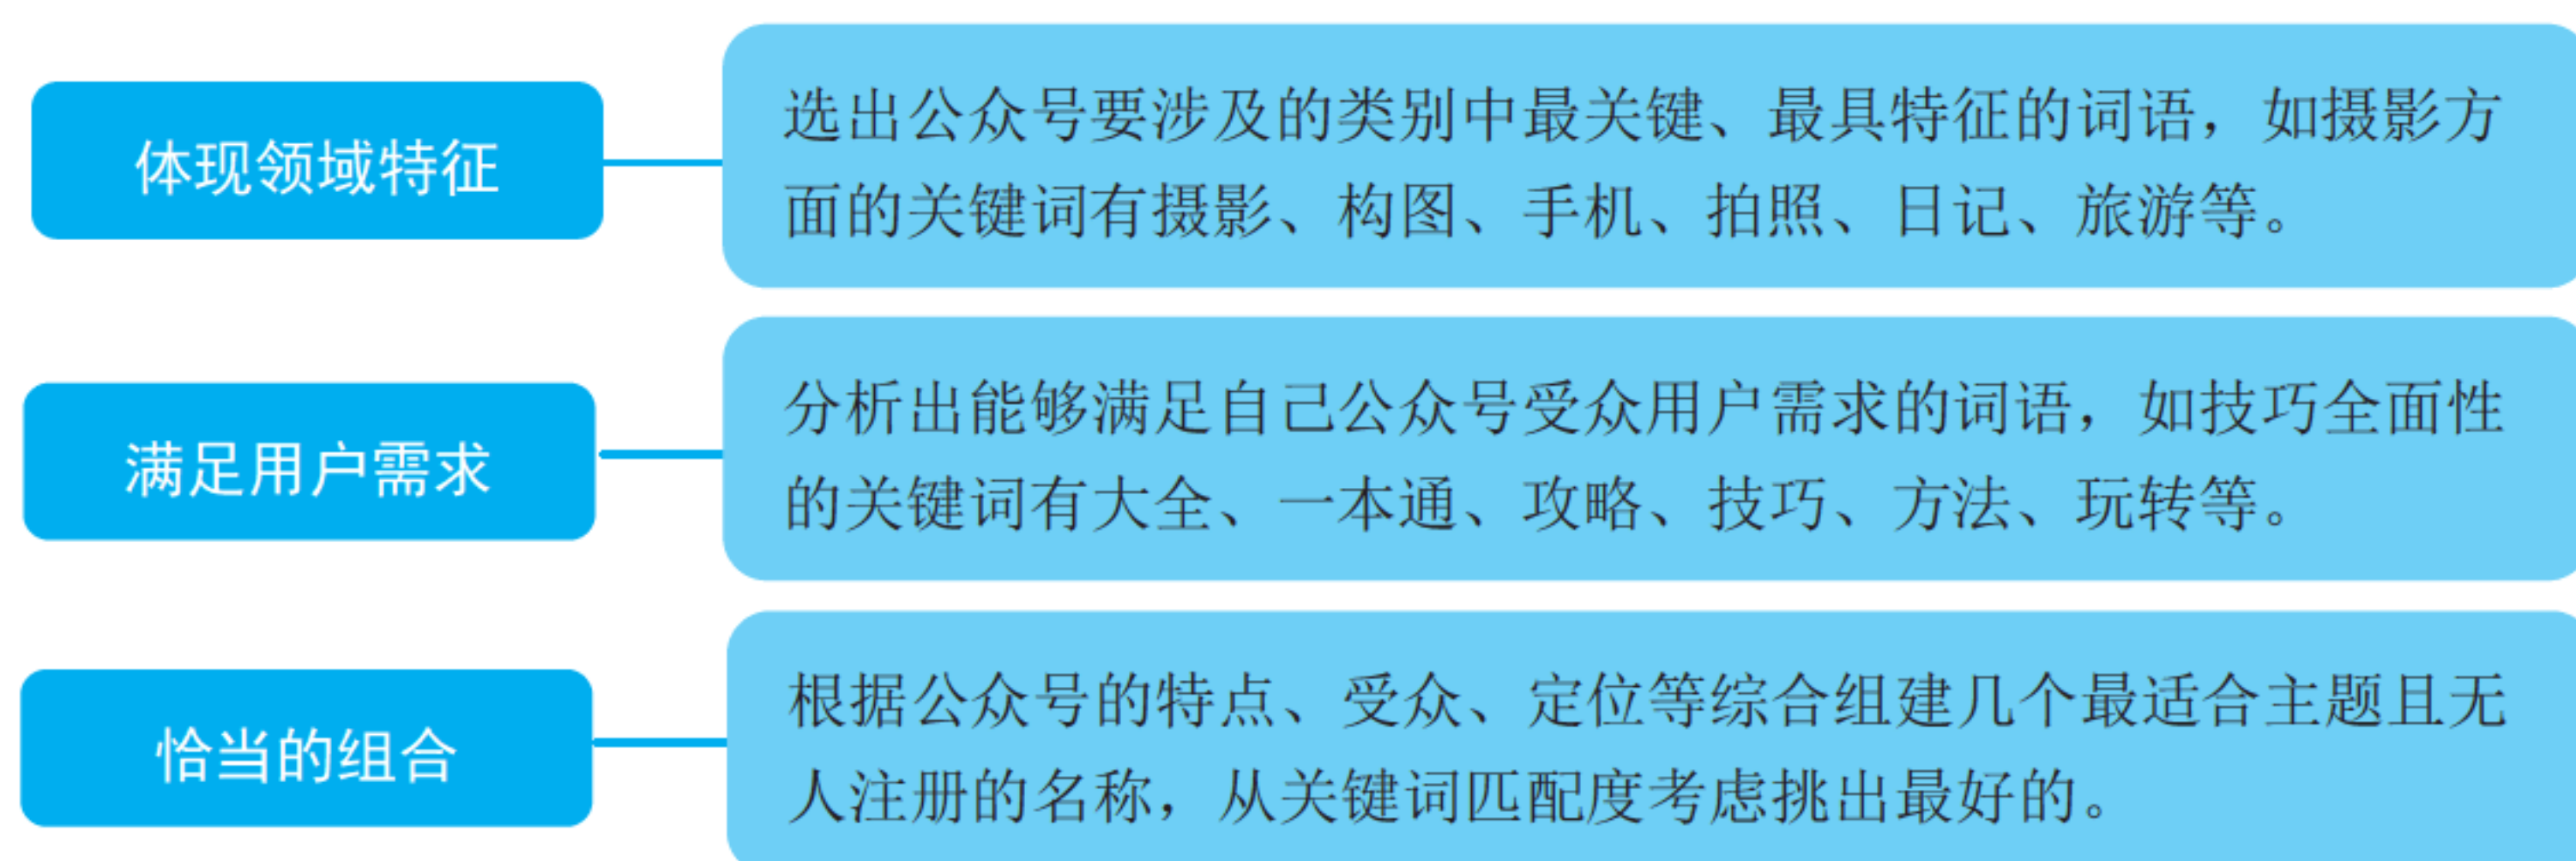 体现领域特征
选出公众号要涉及的类别中最关键、最具特征的词语，如摄影方
面的关键词有摄影、构图、手机、拍照、日记、旅游等。
满足用户需求
分析出能够满足自己公众号受众用户需求的词语，如技巧全面性
的关键词有大全、一本通、攻略、技巧、方法、玩转等。
恰当的组合
根据公众号的特点、受众、定位等综合组建几个最适合主题且无
人注册的名称，从关键词匹配度考虑挑出最好的。